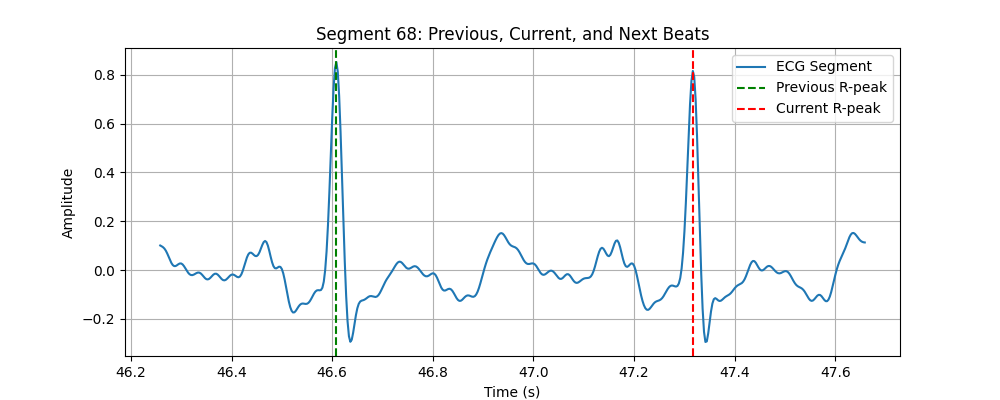 Segment 68: Previous, Current, and Next Beats
ECG Segment
Previous R-peak
Current R-peak
Amplitude
0.8
0.6
0.4
0.2
0.0
−0.2
46.2 46.4 46.6 46.8 47.0 47.2 47.4 47.6
Time (s)